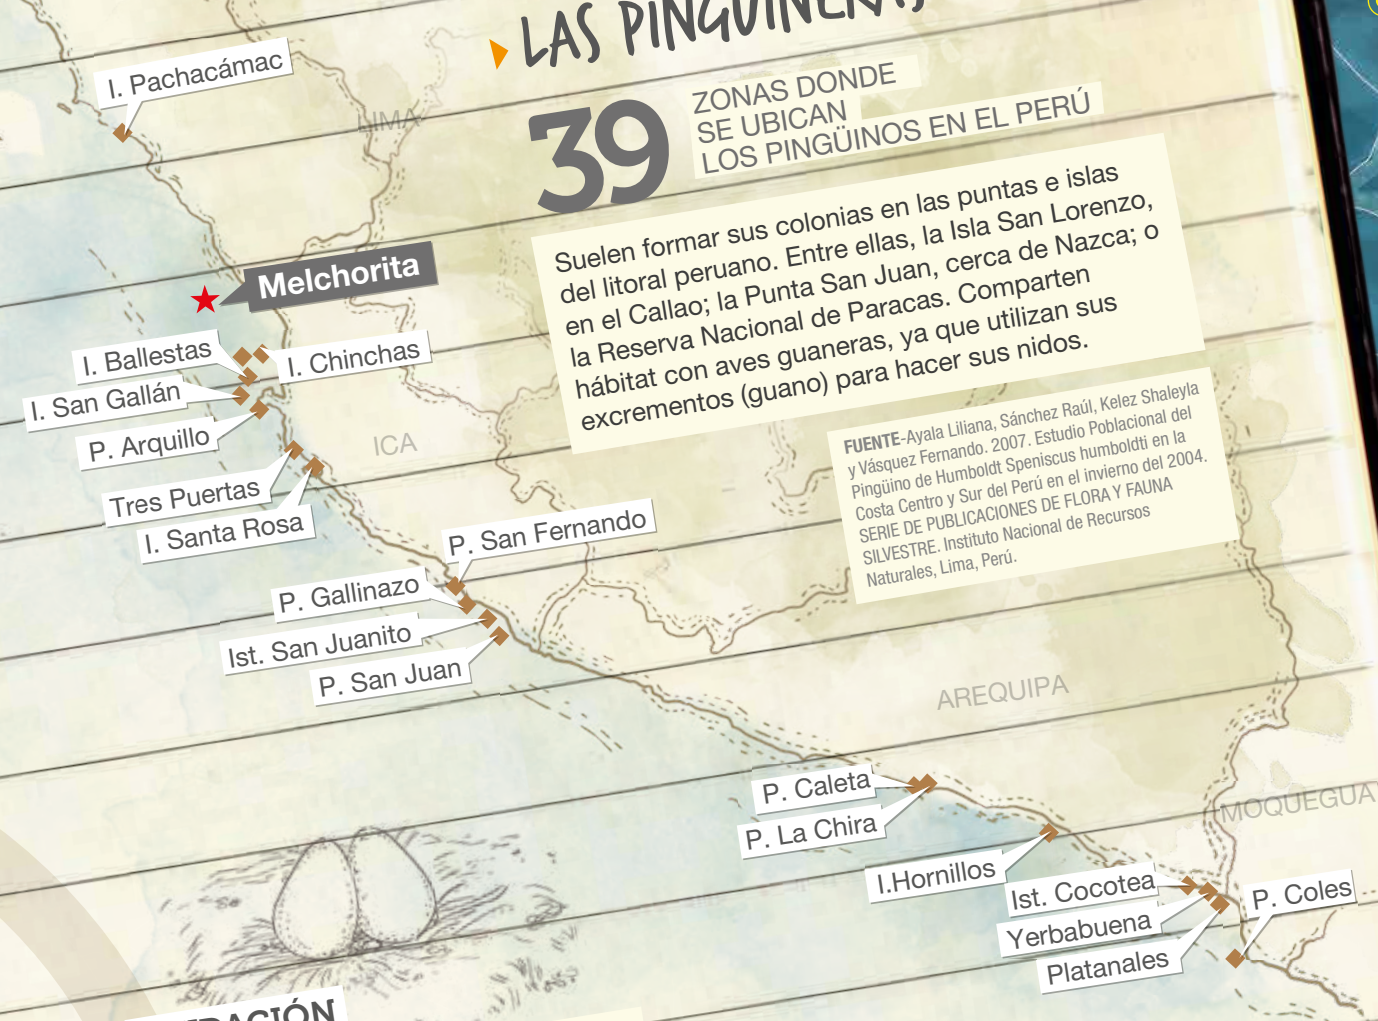 LAS PINGÜINERAS
39
ZONAS DONDE
SE UBICAN
LOS PINGÜINOS EN EL PERÚ
Suelen formar sus colonias en las puntas e islas
del litoral peruano. Entre ellas, la Isla San Lorenzo,
en el Callao; la Punta San Juan, cerca de Nazca; o
la Reserva Nacional de Paracas. Comparten
hábitat con aves guaneras, ya que utilizan sus
excrementos (guano) para hacer sus nidos.
FUENTE-Ayala Liliana, Sánchez Raúl, Kelez Shaleyla
y Vásquez Fernando. 2007. Estudio Poblacional del
Pingüino de Humboldt Speniscus humboldti en la
Costa Centro y Sur del Perú en el invierno del 2004.
SERIE DE PUBLICACIONES DE FLORA Y FAUNA
SILVESTRE. Instituto Nacional de Recursos
Naturales, Lima, Perú.
I. Pachacámac
LIMA
Melchorita
I. Ballestas
I. Chinchas
I. San Gallán
P. Arquillo
ICA
Tres Puertas
I. Santa Rosa
P. San Fernando
P. Gallinazo
Ist. San Juanito
P. San Juan
AREQUIPA
P. Caleta
P. La Chira
MOQUEGUA
I.Hornillos
Ist. Cocotea
P. Coles
Yerbabuena
Platanales